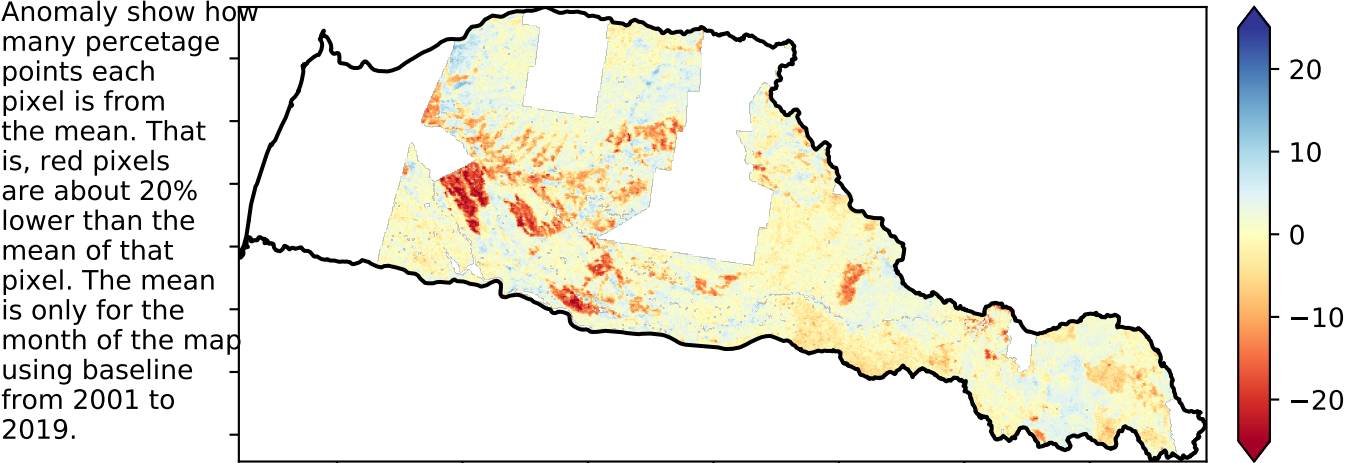 Anomaly show how
many percetage
points each
pixel is from
the mean. That
is, red pixels
are about 20%
lower than the
mean of that
pixel. The mean
is only for the
month of the map
using baseline
from 2001 to
2019.
20
10
0
−10
−20